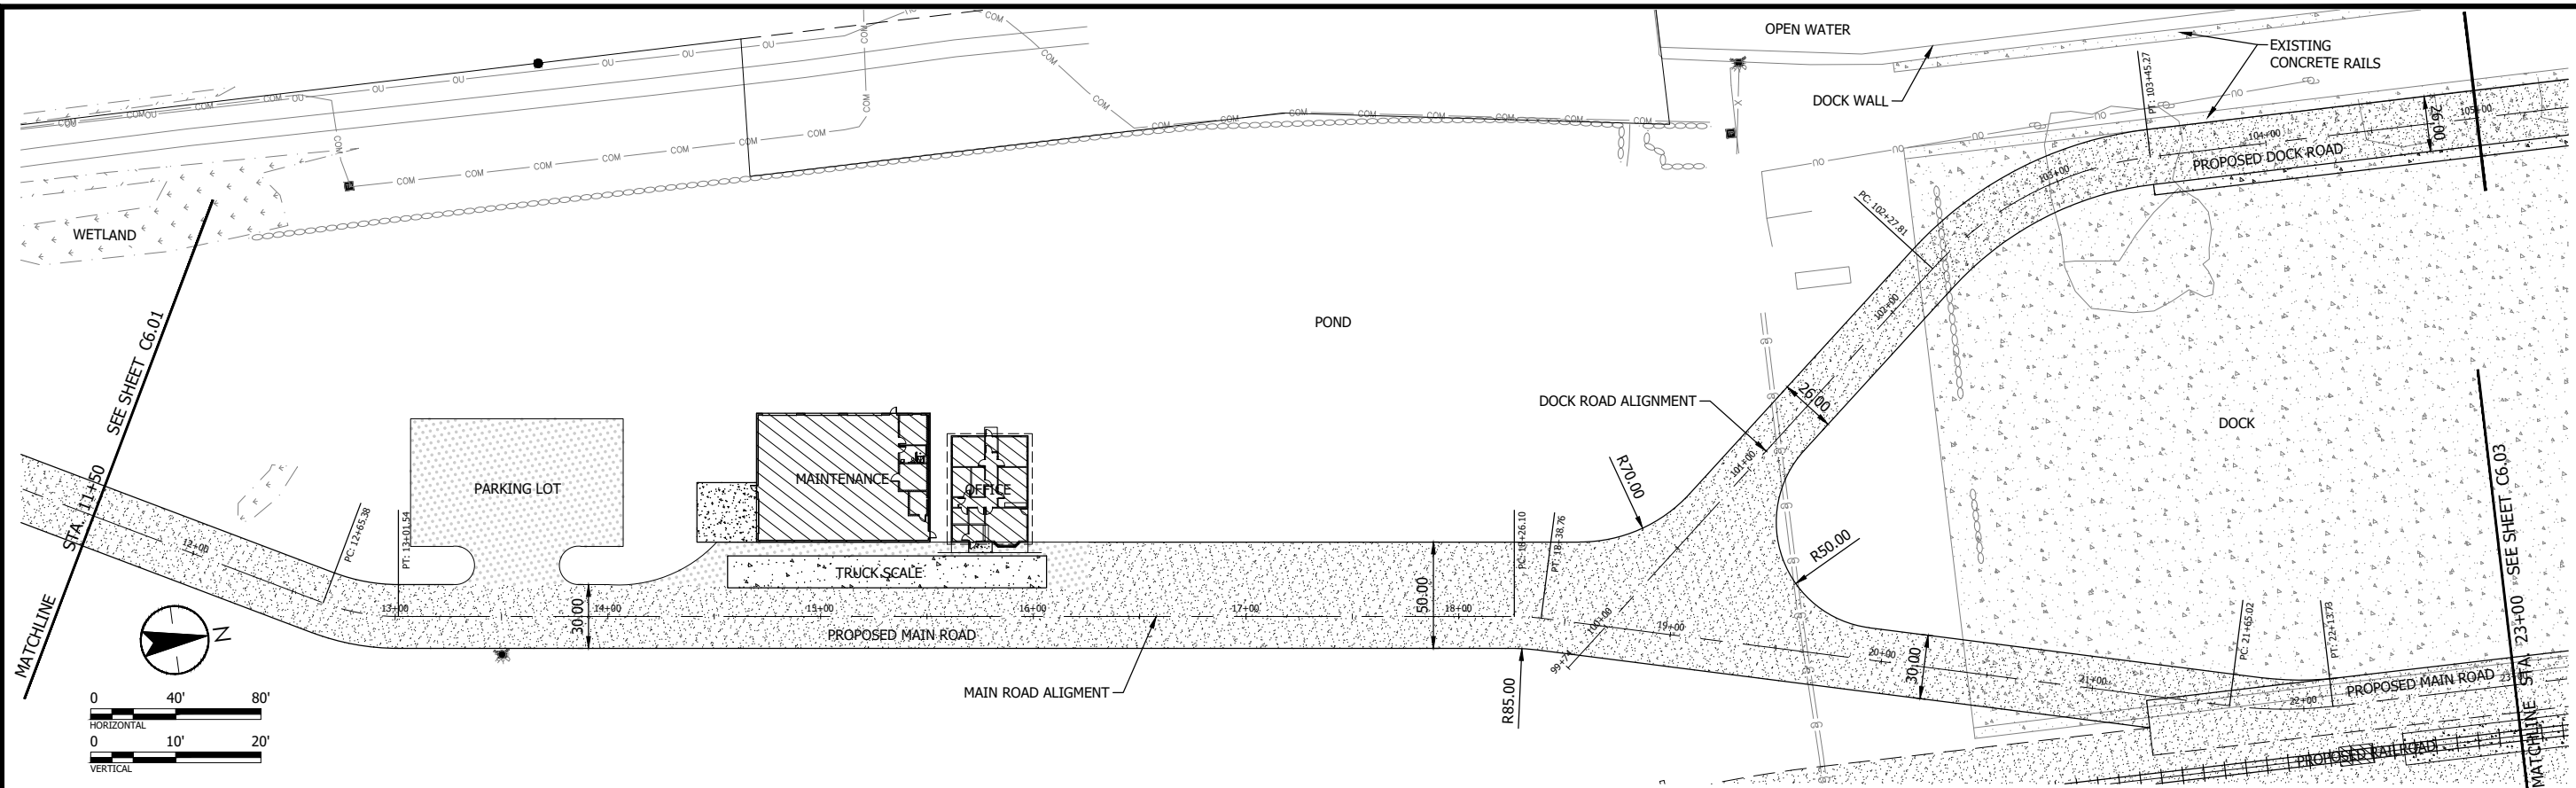 OPEN WATER
EXISTING
CONCRETE RAILS
DOCK WALL
PT: 103+45.27
26.00
105+00
104+00
PROPOSED DOCK ROAD
103+00
PC: 102+27.81
102+00
WETLAND
POND
SEE SHEET C6.01
STA. 11+50
MATCHLINE
DOCK ROAD ALIGNMENT
26.00
101+00
DOCK
PARKING LOT
MAINTENANCE
OFFICE
TRUCK SCALE
R70.00
R50.00
12+00
PC: 12+65.38
PT: 13+01.54
13+00
14+00
15+00
16+00
17+00
18+00
30.00
50.00
PC: 18+26.10
PT: 18+38.76
PROPOSED MAIN ROAD
MAIN ROAD ALIGMENT
R85.00
99+74
100+00
19+00
20+00
30.00
21+00
PC: 21+65.02
PT: 22+13.73
22+00
PROPOSED MAIN ROAD
PROPOSED RAILROAD
SEE SHEET C6.03
STA. 23+00
MATCHLINE
N
0 40' 80'
HORIZONTAL
0 10' 20'
VERTICAL
COM
OU
X